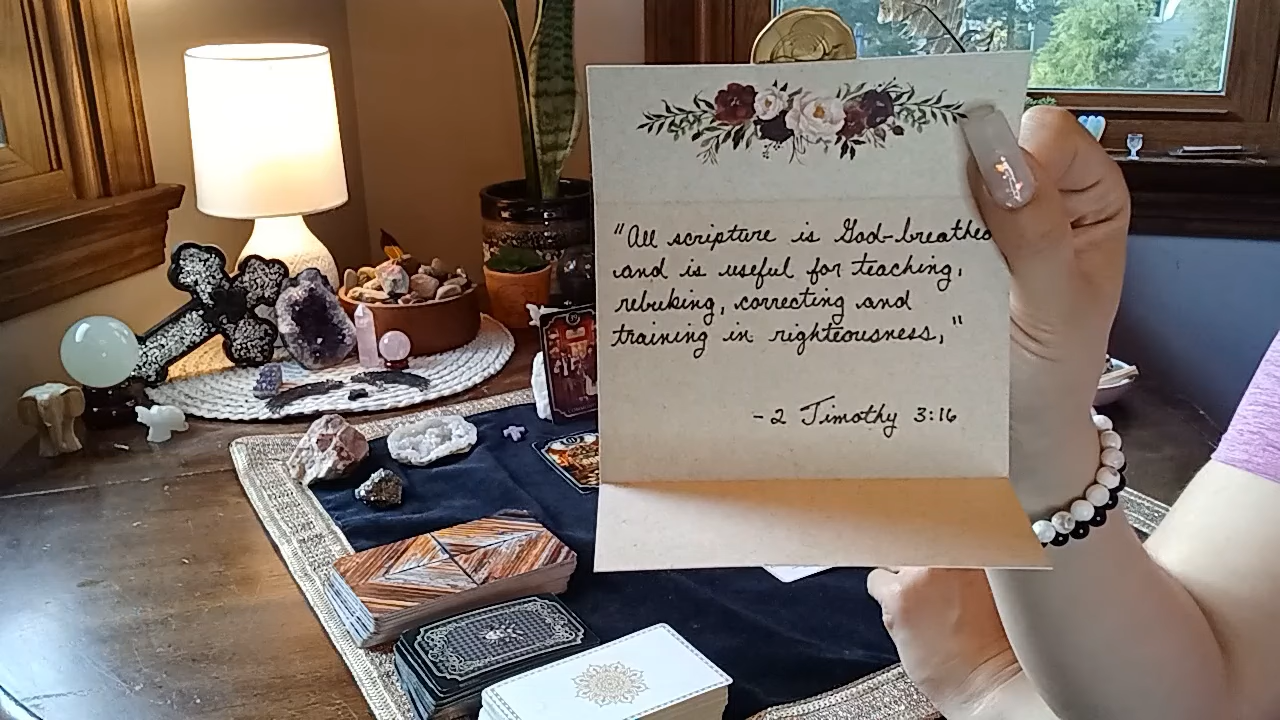 "All scripture is God-breathed
and is useful for teaching,
rebuking, correcting and
training in righteousness,"
- 2 Timothy 3:16